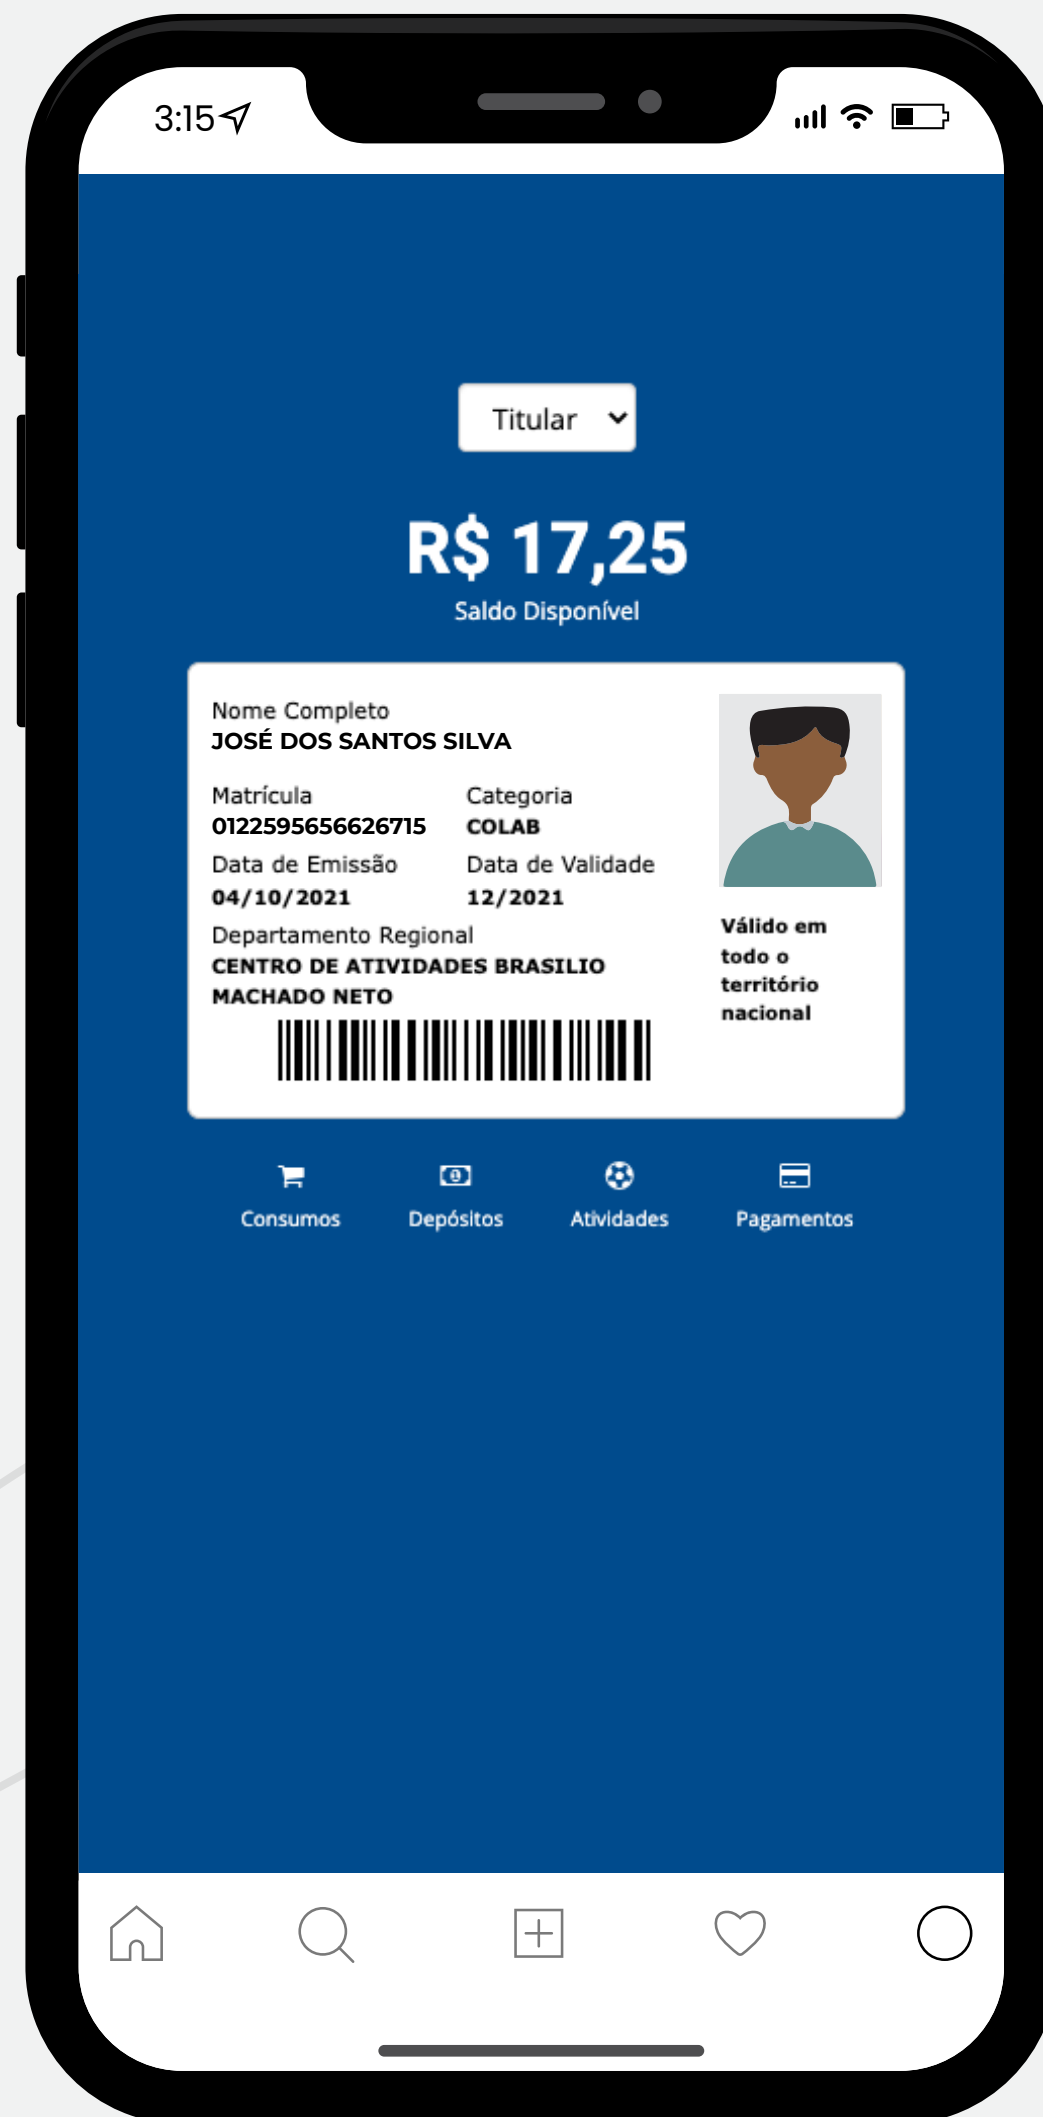 3:15
Titular
R$ 17,25
Saldo Disponível
Nome Completo
JOSÉ DOS SANTOS SILVA
Matrícula
Categoria
0122595656626715
COLAB
Data de Emissão
Data de Validade
04/10/2021
12/2021
Departamento Regional
CENTRO DE ATIVIDADES BRASILIO
MACHADO NETO
Válido em
todo o
território
nacional
Consumos
Depósitos
Atividades
Pagamentos